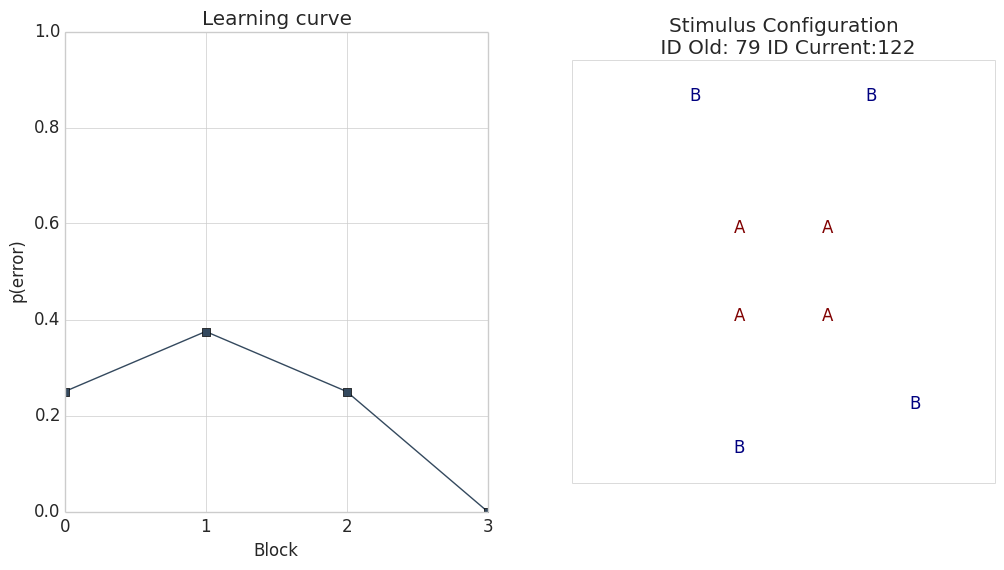 Learning curve
1.0
0.8
0.6
0.4
0.2
0.0
p(error)
0 1 2 3
Block
Stimulus Configuration
ID Old: 79 ID Current:122
B B
A A
A A
B
B